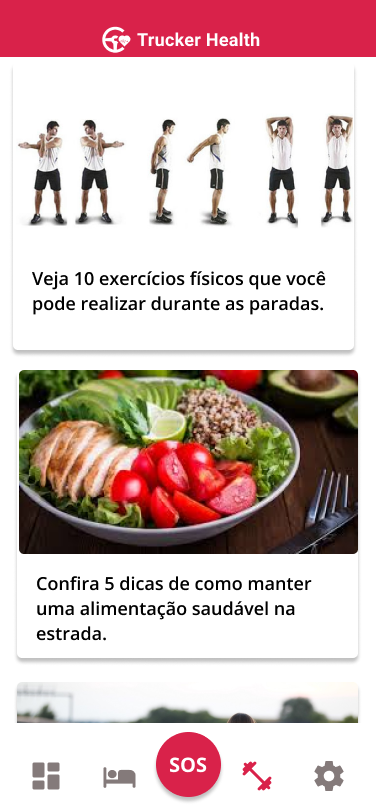 Trucker Health
Veja 10 exercícios físicos que você
pode realizar durante as paradas.
Confira 5 dicas de como manter
uma alimentação saudável na
estrada.
SOS